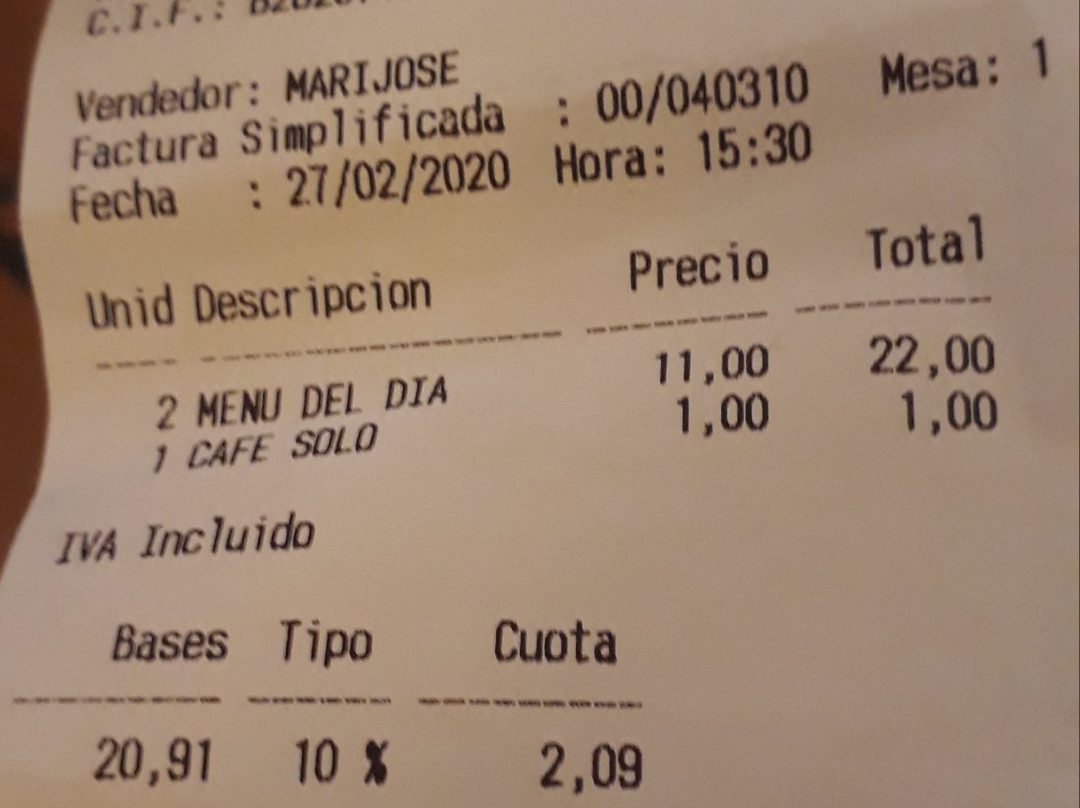 C.I.F.:
Vendedor: MARIJOSE
Factura Simplificada : 00/040310 Mesa: 1
Fecha : 27/02/2020 Hora: 15:30
Unid Descripcion Precio Total
2 MENU DEL DIA 11,00 22,00
1 CAFE SOLO 1,00 1,00
IVA Incluido
Bases Tipo Cuota
20,91 10 % 2,09